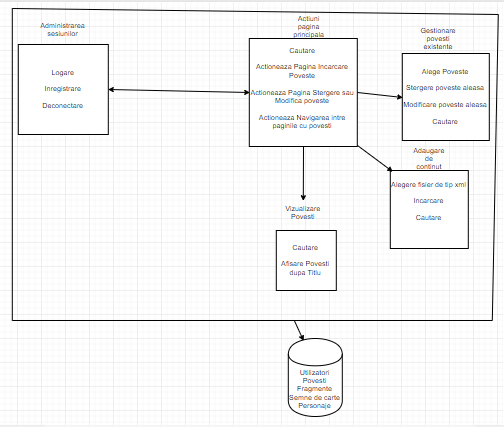 Administrarea
sesiunilor
Logare
Inregistrare
Deconectare
Actiuni
pagina
principala
Cautare
Actioneaza Pagina Incarcare
Poveste
Actioneaza Pagina Stergere sau
Modifica poveste
Actioneaza Navigarea intre
paginile cu povesti
Gestionare
povesti
existente
Alege Poveste
Stergere poveste aleasa
Modificare poveste aleasa
Cautare
Adaugare
de
continut
Alegere fisier de tip xml
Incarcare
Cautare
Vizualizare
Povesti
Cautare
Afisare Povesti
dupa Titlu
Utilizatori
Povesti
Fragmente
Semne de carte
Personaje